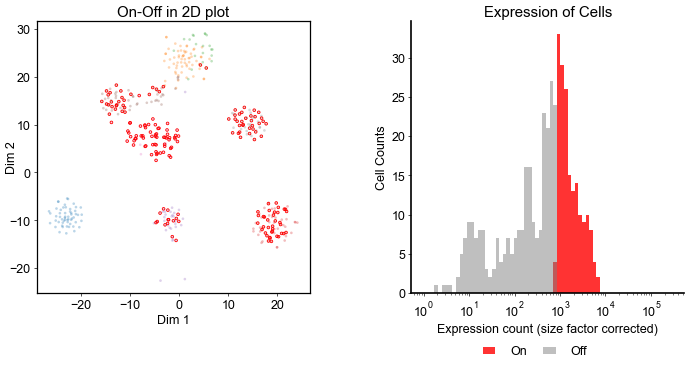 On-Off in 2D plot
Dim 2
30
20
10
0
−10
−20
−20 −10 0 10 20
Dim 1
Expression of Cells
Cell Counts
30
25
20
15
10
5
0
10^0 10^1 10^2 10^3 10^4 10^5
Expression count (size factor corrected)
On Off